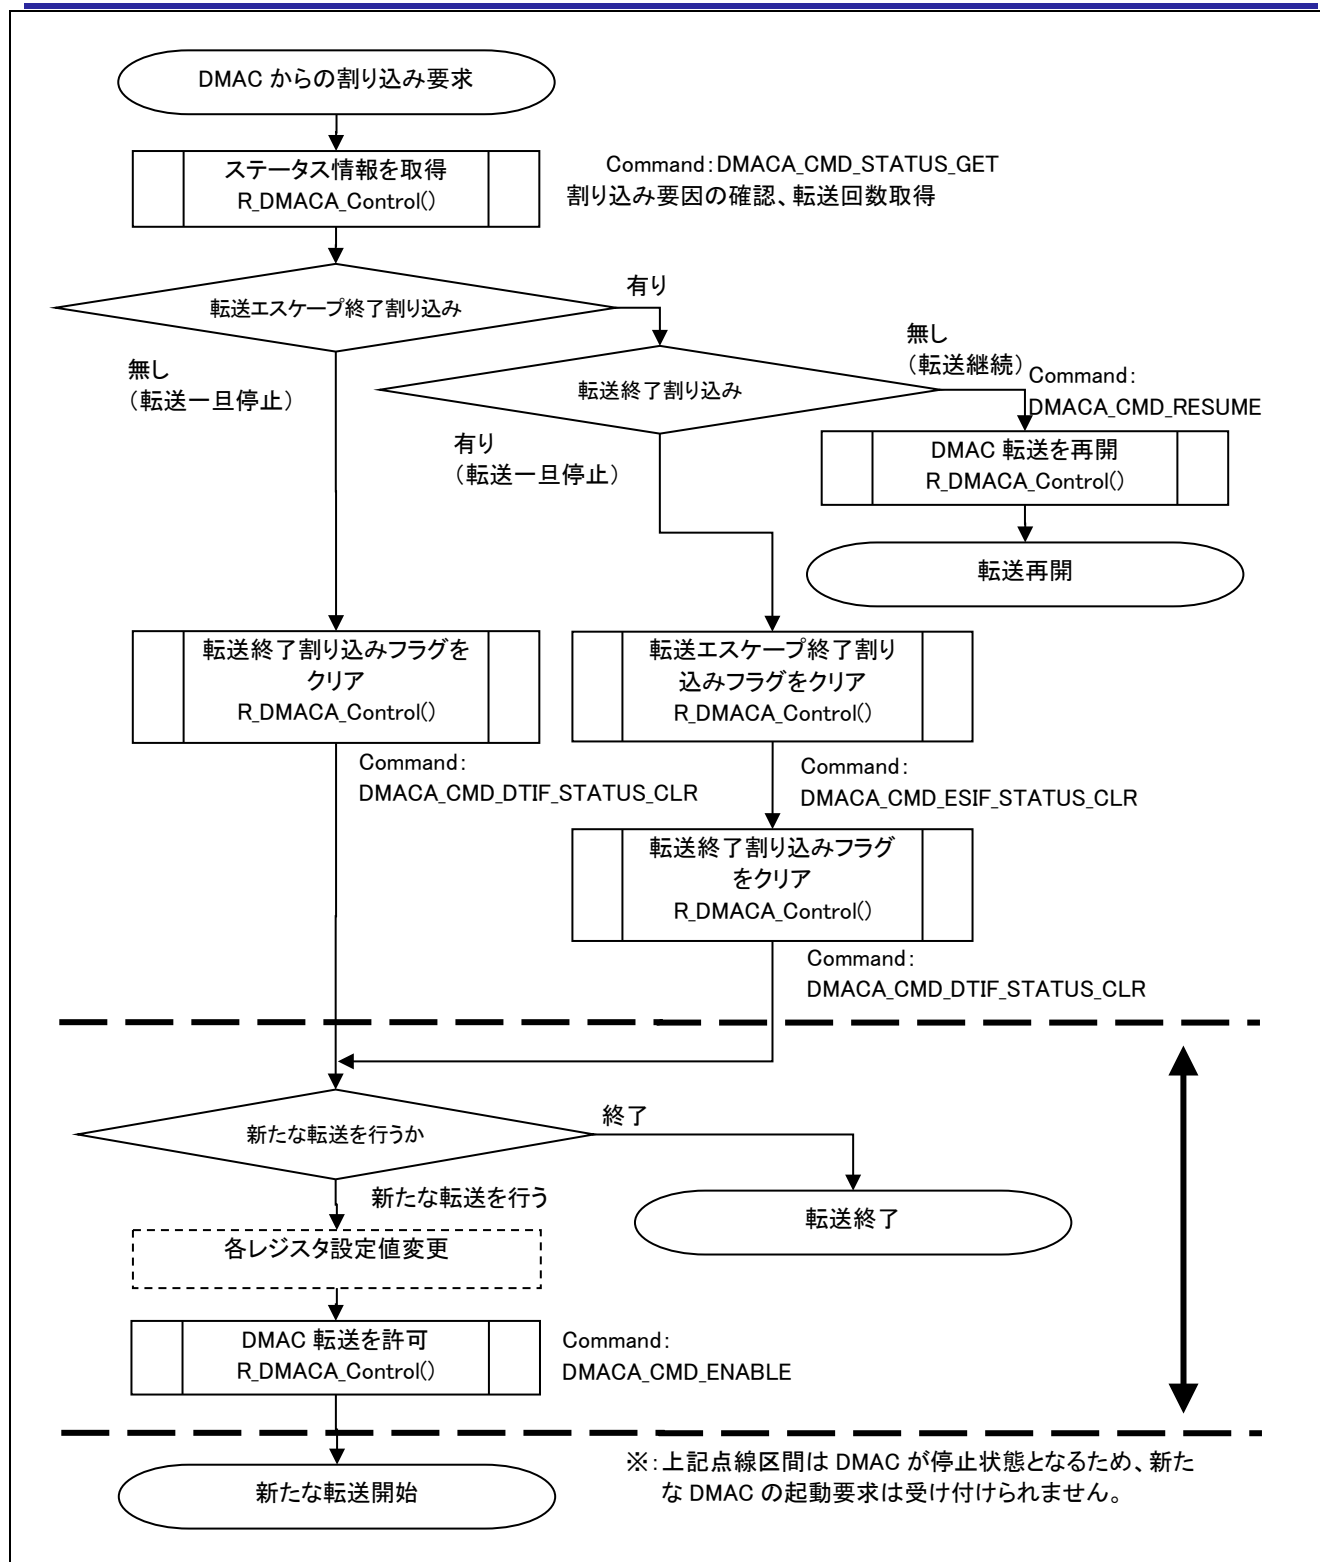 DMAC からの割り込み要求
ステータス情報を取得
R_DMACA_Control()
Command：DMACA_CMD_STATUS_GET
割り込み要因の確認、転送回数取得
転送エスケープ終了割り込み
有り
無し
（転送一旦停止）
転送終了割り込み
無し
（転送継続）
Command：
DMACA_CMD_RESUME
有り
（転送一旦停止）
DMAC 転送を再開
R_DMACA_Control()
転送再開
転送終了割り込みフラグを
クリア
R_DMACA_Control()
Command：
DMACA_CMD_DTIF_STATUS_CLR
転送エスケープ終了割り
込みフラグをクリア
R_DMACA_Control()
Command：
DMACA_CMD_ESIF_STATUS_CLR
転送終了割り込みフラグ
をクリア
R_DMACA_Control()
Command：
DMACA_CMD_DTIF_STATUS_CLR
新たな転送を行うか
終了
新たな転送を行う
転送終了
各レジスタ設定値変更
DMAC 転送を許可
R_DMACA_Control()
Command：
DMACA_CMD_ENABLE
新たな転送開始
※：上記点線区間は DMAC が停止状態となるため、新た
な DMAC の起動要求は受け付けられません。